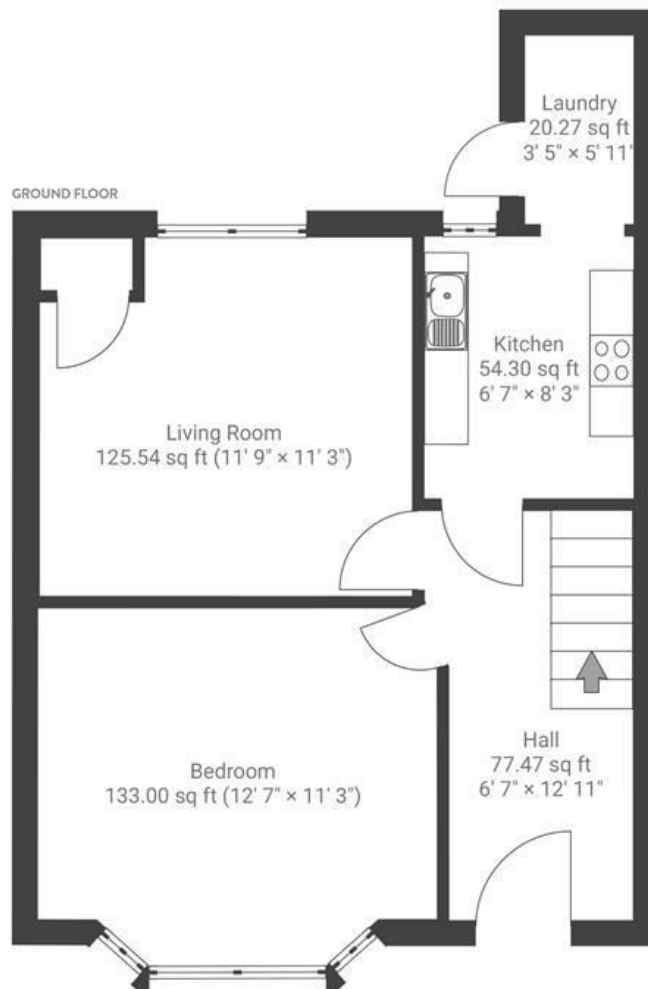 Laundry
20.27 sq ft
3' 5" × 5' 11"
GROUND FLOOR
Kitchen
54.30 sq ft
6' 7" × 8' 3"
Living Room
125.54 sq ft (11' 9" × 11' 3")
Hall
77.47 sq ft
6' 7" × 12' 11"
Bedroom
133.00 sq ft (12' 7" × 11' 3")